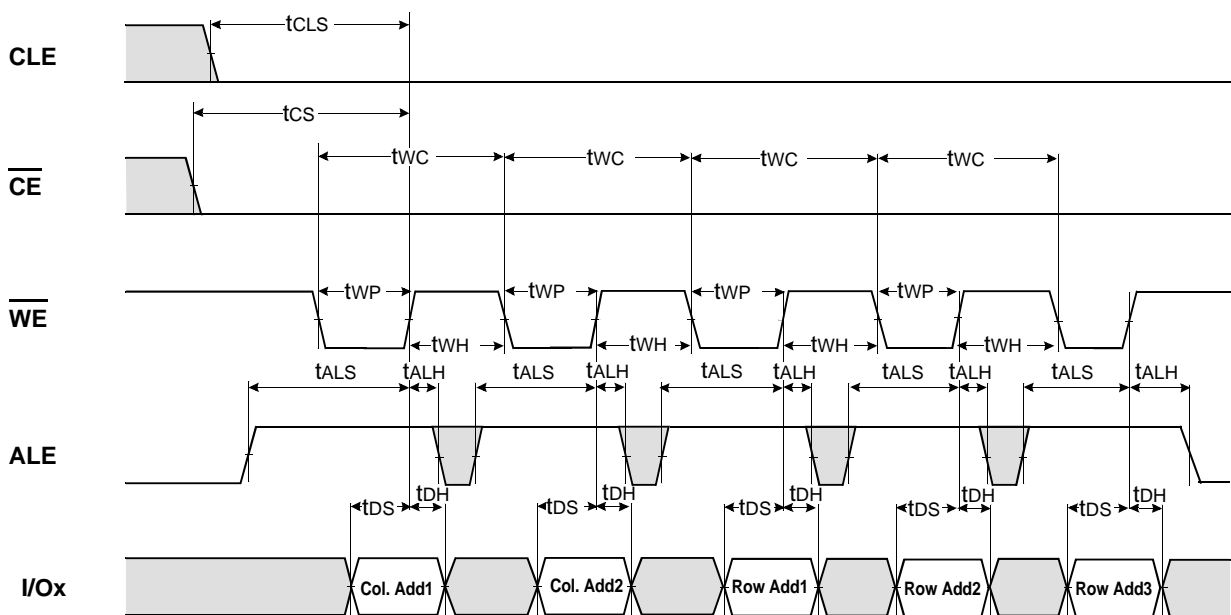 CLE
tCLS
tCS
CE
tWC tWC tWC tWC
WE
tWP tWP tWP tWP
tWH tWH tWH tWH
tALS tALH tALS tALH tALS tALH tALS tALH tALS tALH
ALE
tDS tDH tDS tDH tDS tDH tDS tDH tDS tDH
I/Ox
Col. Add1 Col. Add2 Row Add1 Row Add2 Row Add3